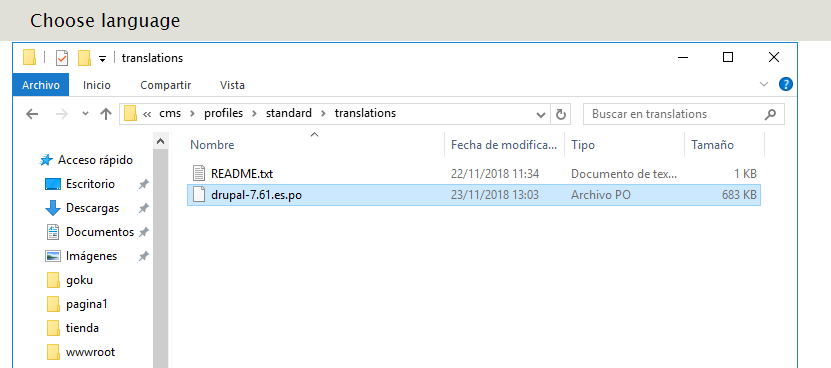 Choose language
translations
Archivo Inicio Compartir Vista
« cms › profiles › standard › translations Buscar en translations
Nombre Fecha de modifica... Tipo Tamaño
README.txt 22/11/2018 11:34 Documento de tex... 1 KB
drupal-7.61.es.po 23/11/2018 13:03 Archivo PO 683 KB
Acceso rápido
Escritorio
Descargas
Documentos
Imágenes
goku
pagina1
tienda
wwwroot